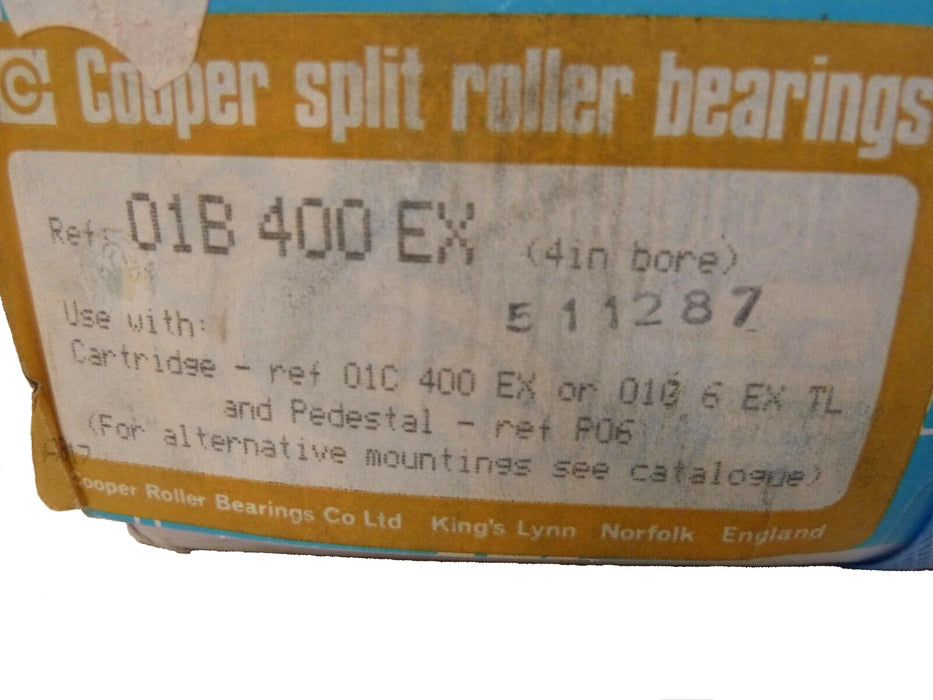 C Cooper split roller bearings
Ref: 01B 400 EX (4in bore)
511287
Use with:
Cartridge - ref 01C 400 EX or 010 6 EX TL
and Pedestal - ref P06
(For alternative mountings see catalogue)
Cooper Roller Bearings Co Ltd King's Lynn Norfolk England